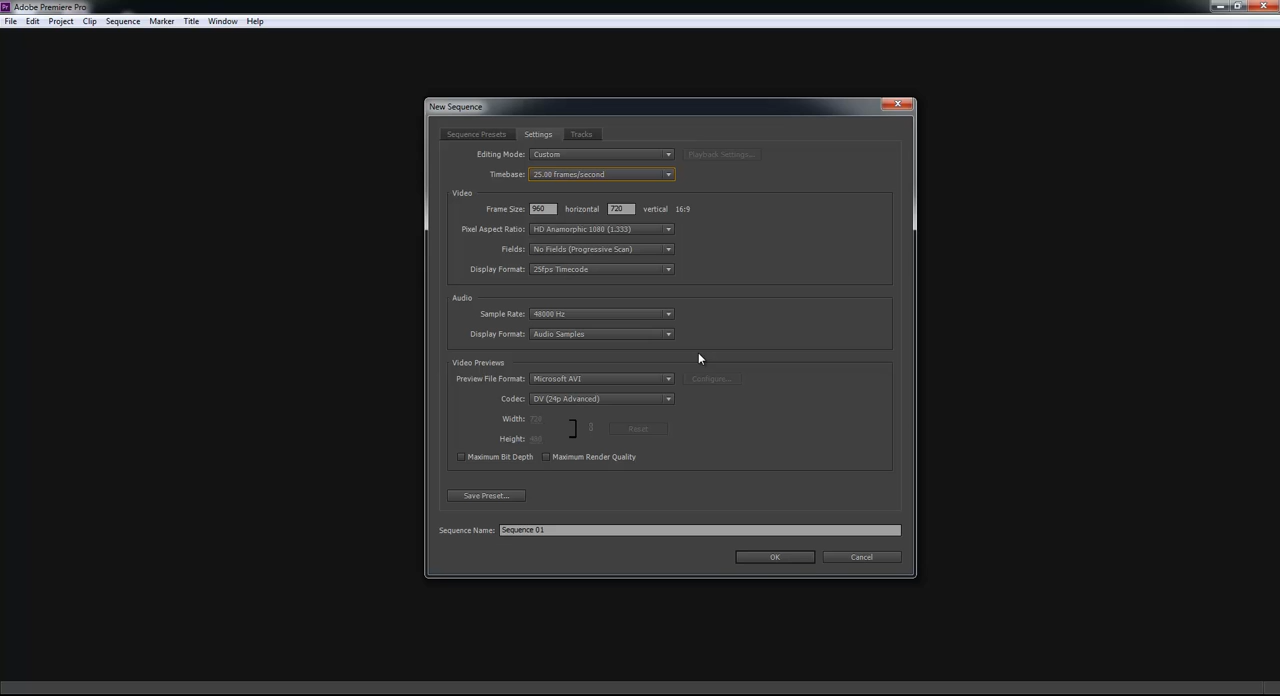 Pr Adobe Premiere Pro
File Edit Project Clip Sequence Marker Title Window Help
New Sequence
Sequence Presets Settings Tracks
Editing Mode: Custom Playback Settings...
Timebase: 25.00 frames/second
Video
Frame Size: 960 horizontal 720 vertical 16:9
Pixel Aspect Ratio: HD Anamorphic 1080 (1.333)
Fields: No Fields (Progressive Scan)
Display Format: 25fps Timecode
Audio
Sample Rate: 48000 Hz
Display Format: Audio Samples
Video Previews
Preview File Format: Microsoft AVI Configure...
Codec: DV (24p Advanced)
Width: 720
Height: 480 Reset
Maximum Bit Depth Maximum Render Quality
Save Preset...
Sequence Name: Sequence 01
OK Cancel